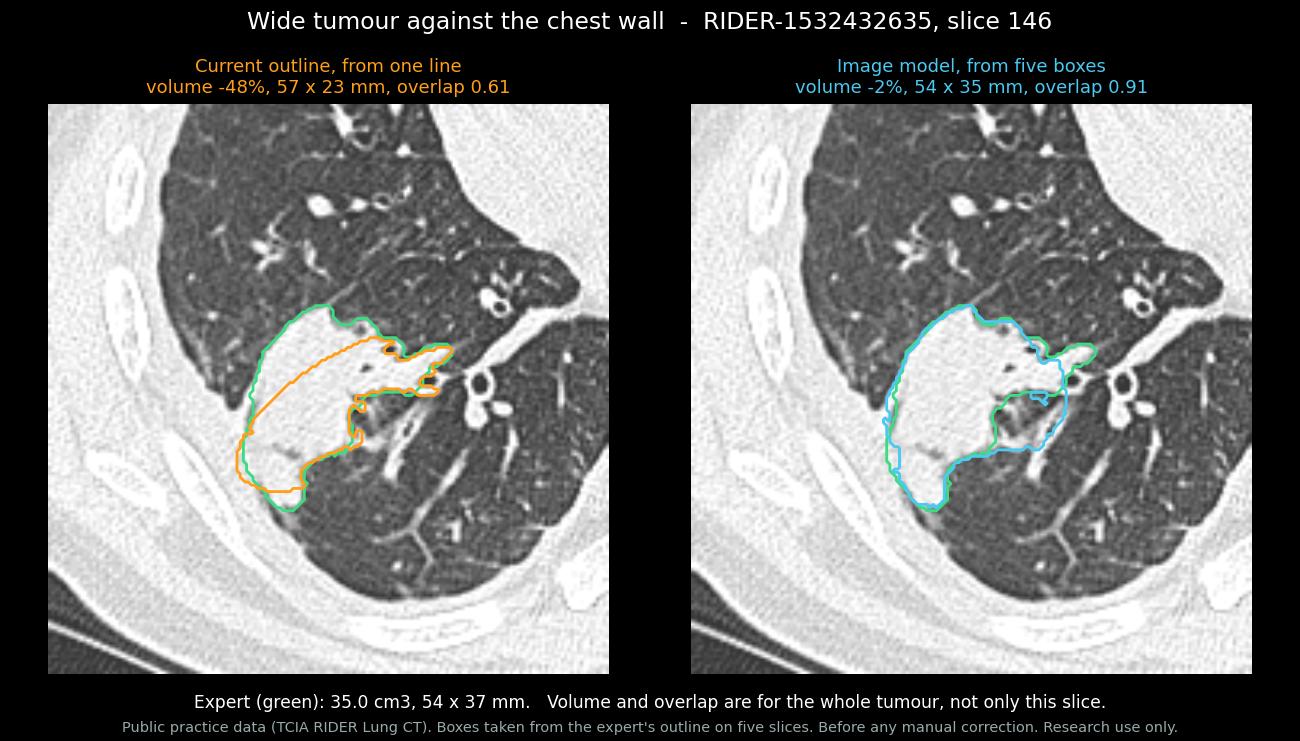 Wide tumour against the chest wall  -  RIDER-1532432635, slice 146
Current outline, from one line
volume -48%, 57 x 23 mm, overlap 0.61
Image model, from five boxes
volume -2%, 54 x 35 mm, overlap 0.91
Expert (green): 35.0 cm3, 54 x 37 mm.   Volume and overlap are for the whole tumour, not only this slice.
Public practice data (TCIA RIDER Lung CT). Boxes taken from the expert's outline on five slices. Before any manual correction. Research use only.